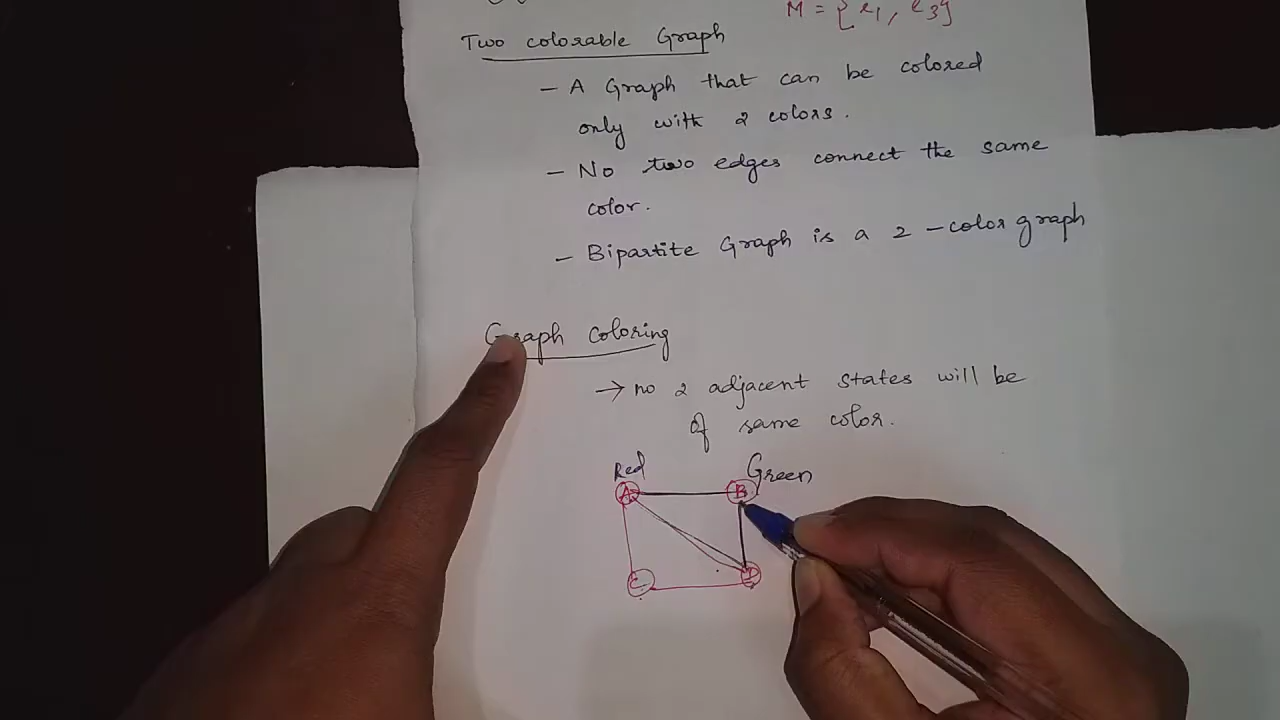 M = {e1, e3}
Two colorable Graph
- A Graph that can be colored
only with 2 colors.
- No two edges connect the same
color.
- Bipartite Graph is a 2 - color graph
Graph coloring
→ no 2 adjacent states will be
of same color.
Red
Green
A B
C D